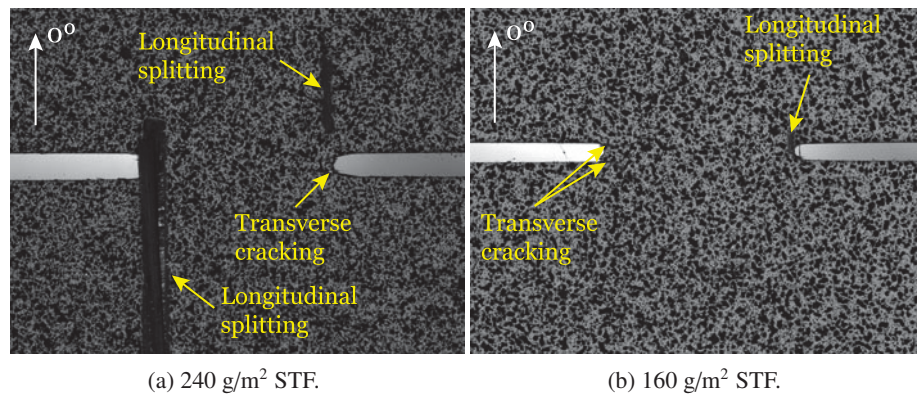 0°
Longitudinal
splitting
Transverse
cracking
Longitudinal
splitting
(a) 240 g/m² STF.
0°
Longitudinal
splitting
Transverse
cracking
(b) 160 g/m² STF.